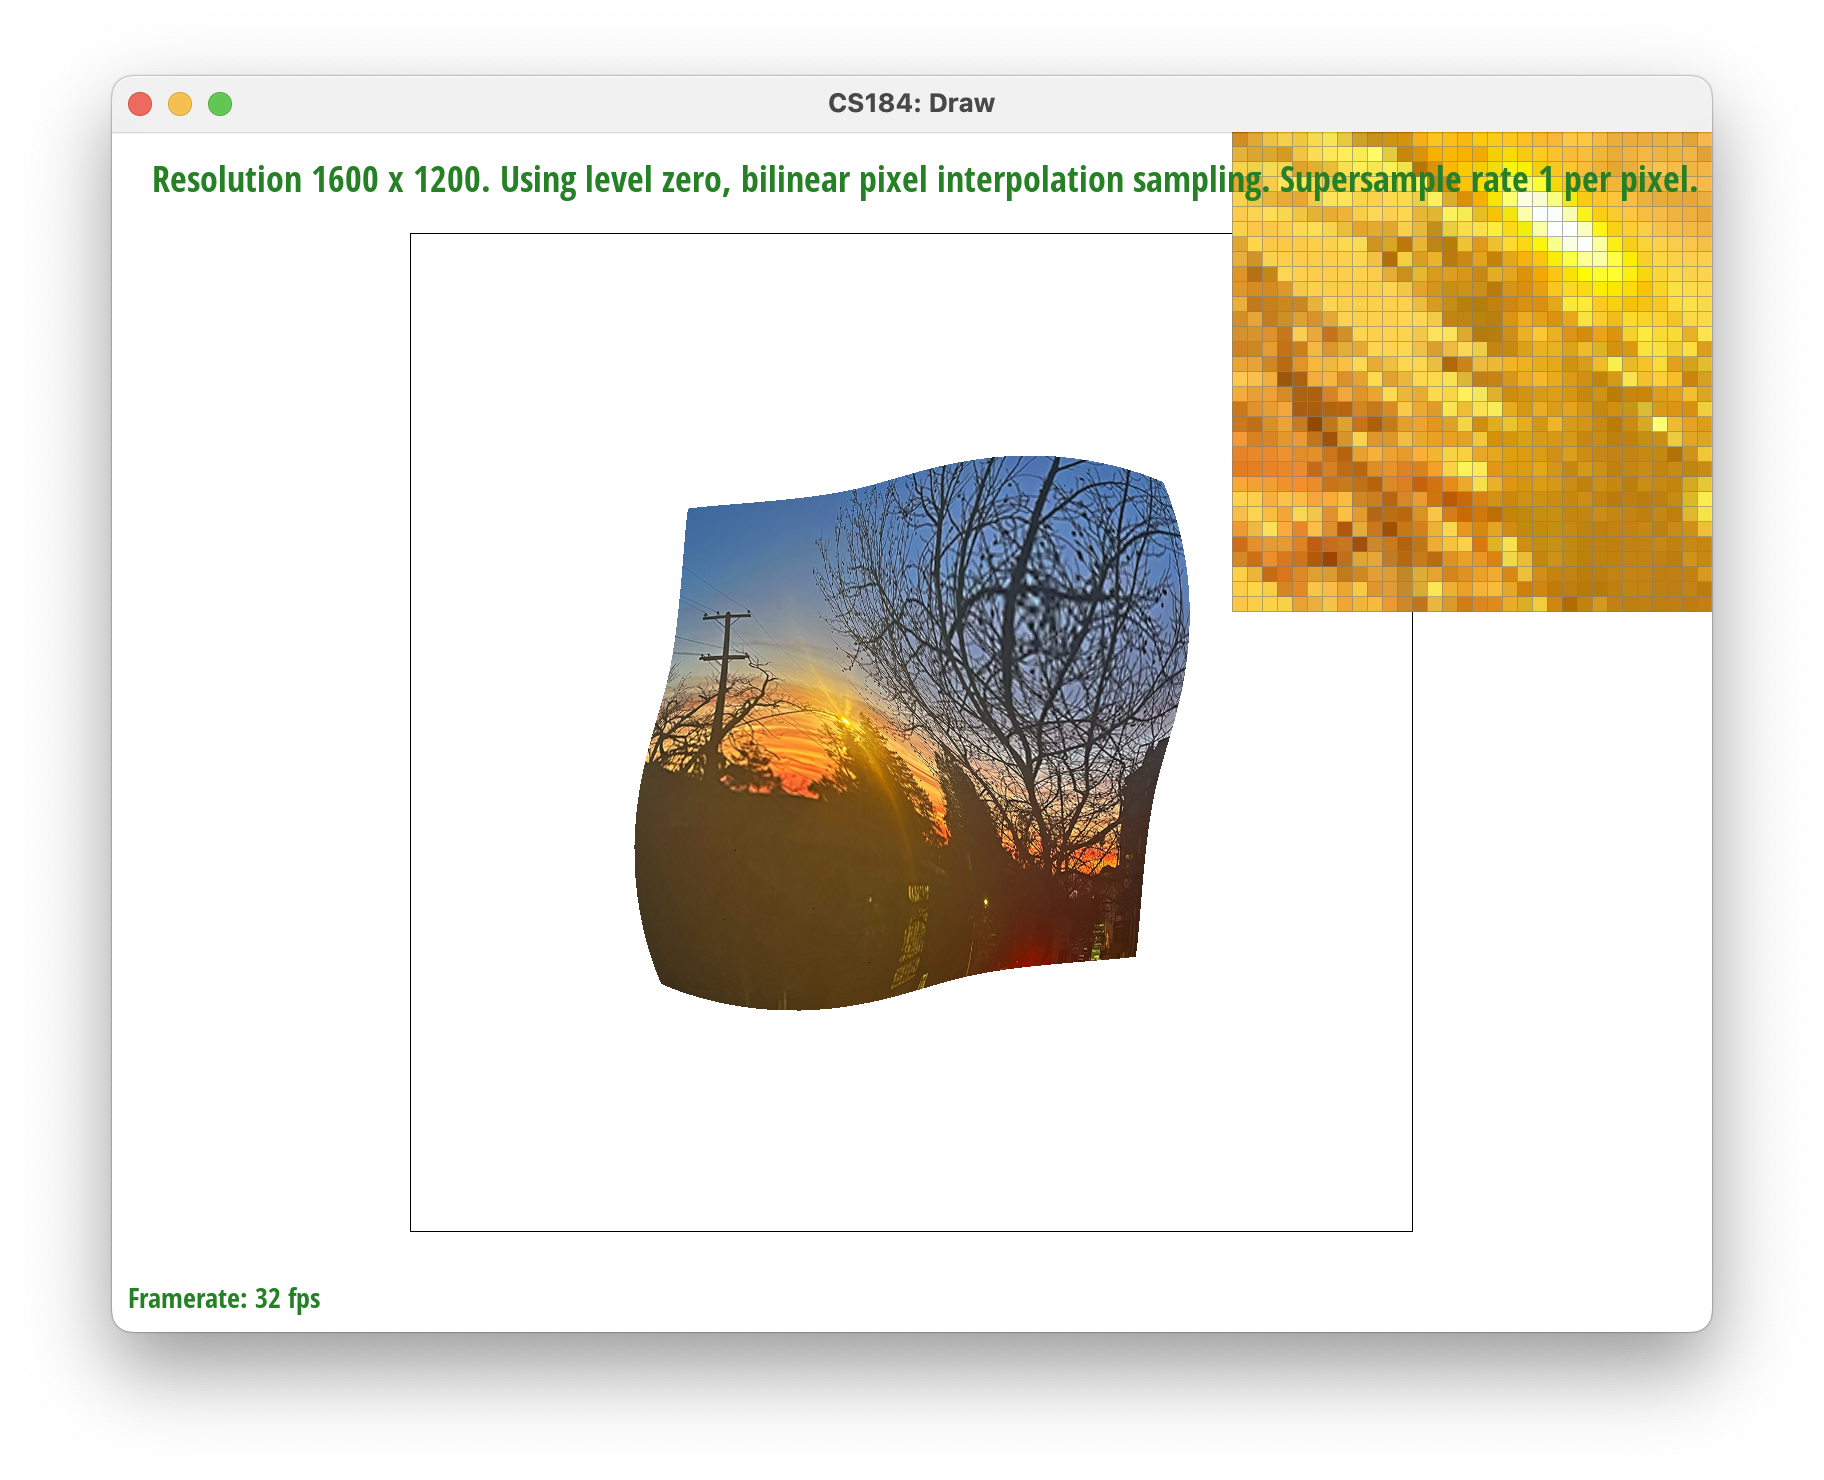 CS184: Draw
Resolution 1600 x 1200. Using level zero, bilinear pixel interpolation sampling. Supersample rate 1 per pixel.
Framerate: 32 fps